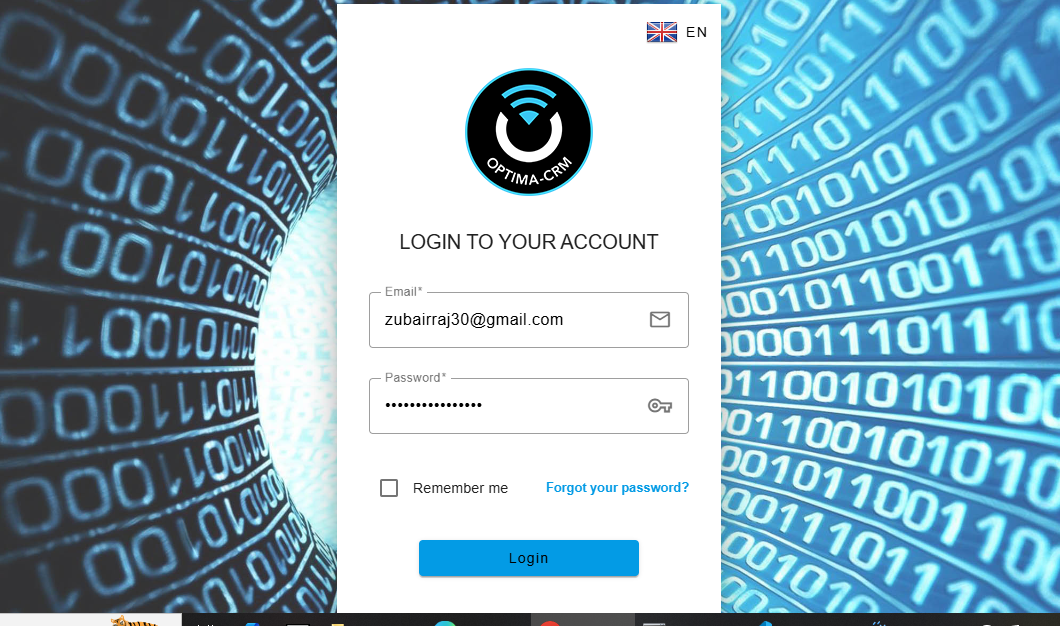 EN
OPTIMA-CRM
LOGIN TO YOUR ACCOUNT
Email*
zubairraj30@gmail.com
Password*
••••••••••••••••
Remember me
Forgot your password?
Login